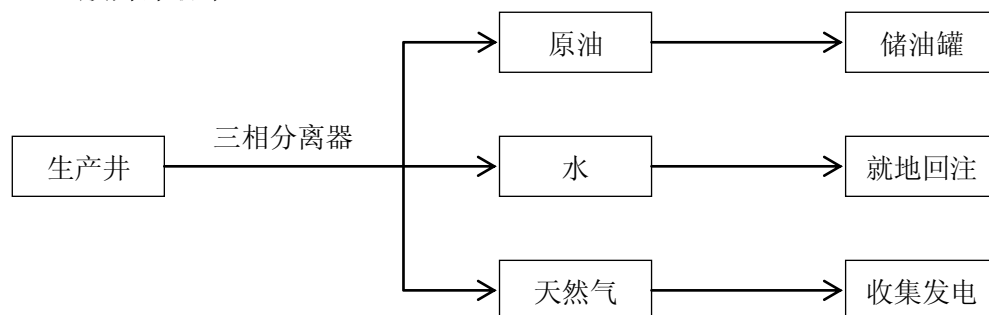 原油
储油罐
三相分离器
生产井
水
就地回注
天然气
收集发电